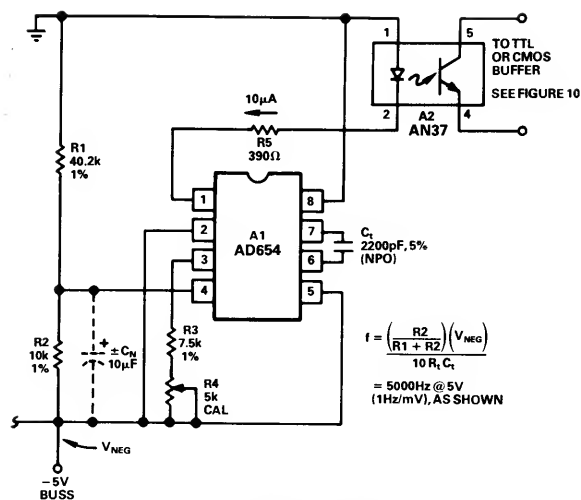 1
5
TO TTL
OR CMOS
BUFFER
SEE FIGURE 10
2
4
A2
AN37
10μA
R5
390Ω
R1
40.2k
1%
1
8
2
A1
AD654
7
Ct
2200pF, 5%
(NPO)
3
6
4
5
R2
10k
1%
+
±CN
10μF
R3
7.5k
1%
R4
5k
CAL
f = (R2 / R1 + R2) (VNEG) / 10 Rt Ct
= 5000Hz @ 5V
(1Hz/mV), AS SHOWN
VNEG
−5V
BUSS